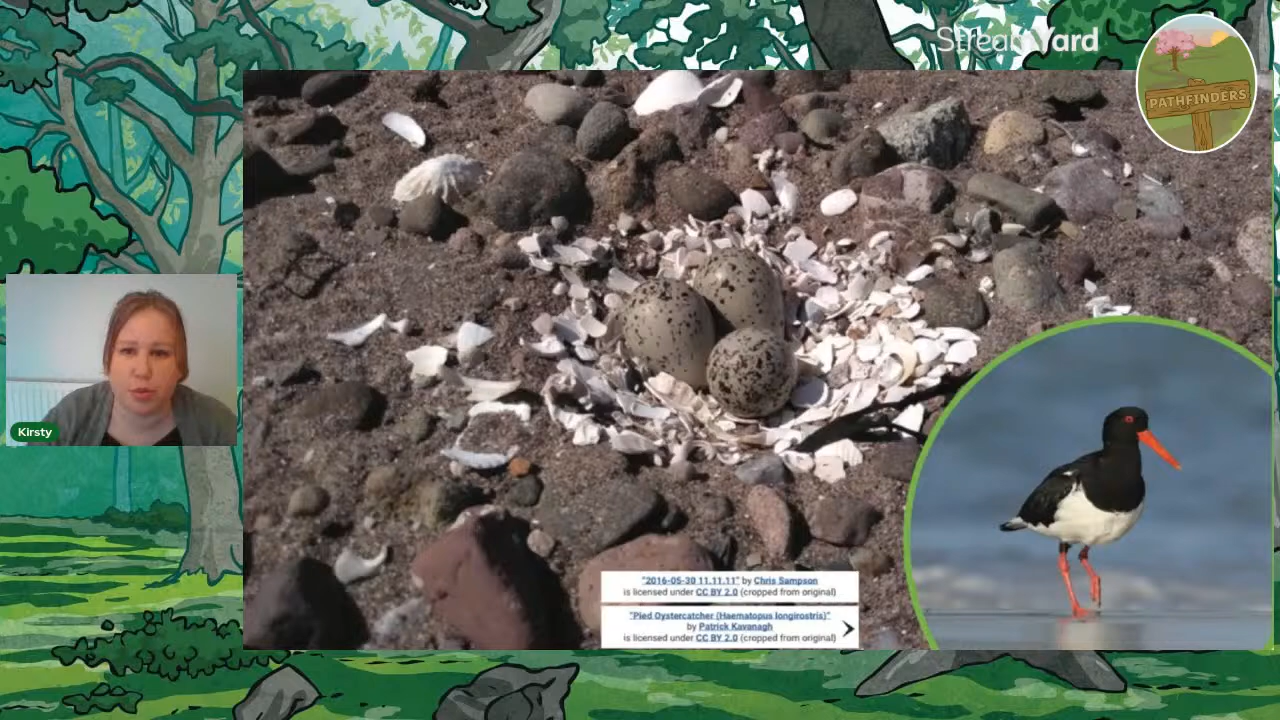 StreamYard
PATHFINDERS
Kirsty
"2016-05-30 11.11.11" by Chris Sampson
is licensed under CC BY 2.0 (cropped from original)
"Pied Oystercatcher (Haematopus longirostris)"
by Patrick Kavanagh
is licensed under CC BY 2.0 (cropped from original)